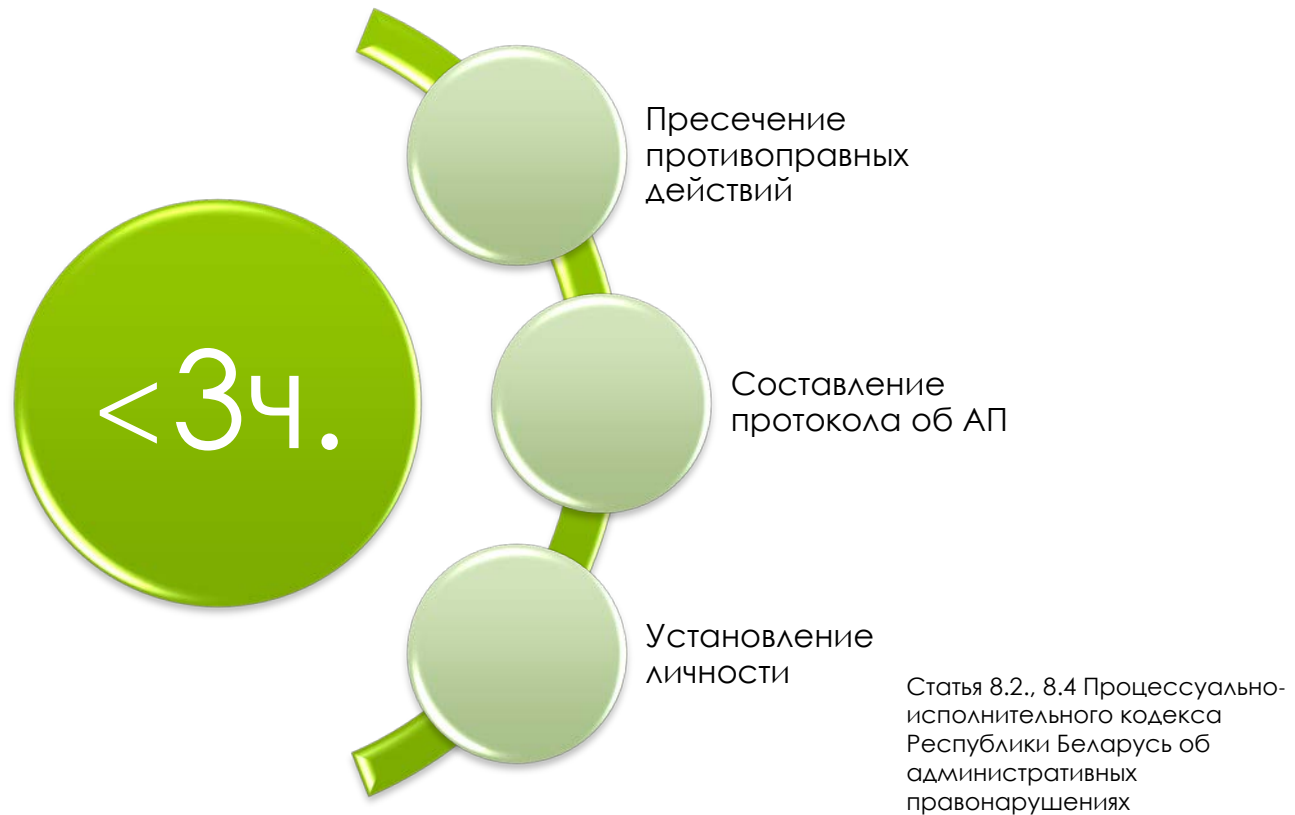 <3ч.
Пресечение
противоправных
действий
Составление
протокола об АП
Установление
личности
Статья 8.2., 8.4 Процессуально-
исполнительного кодекса
Республики Беларусь об
административных
правонарушениях